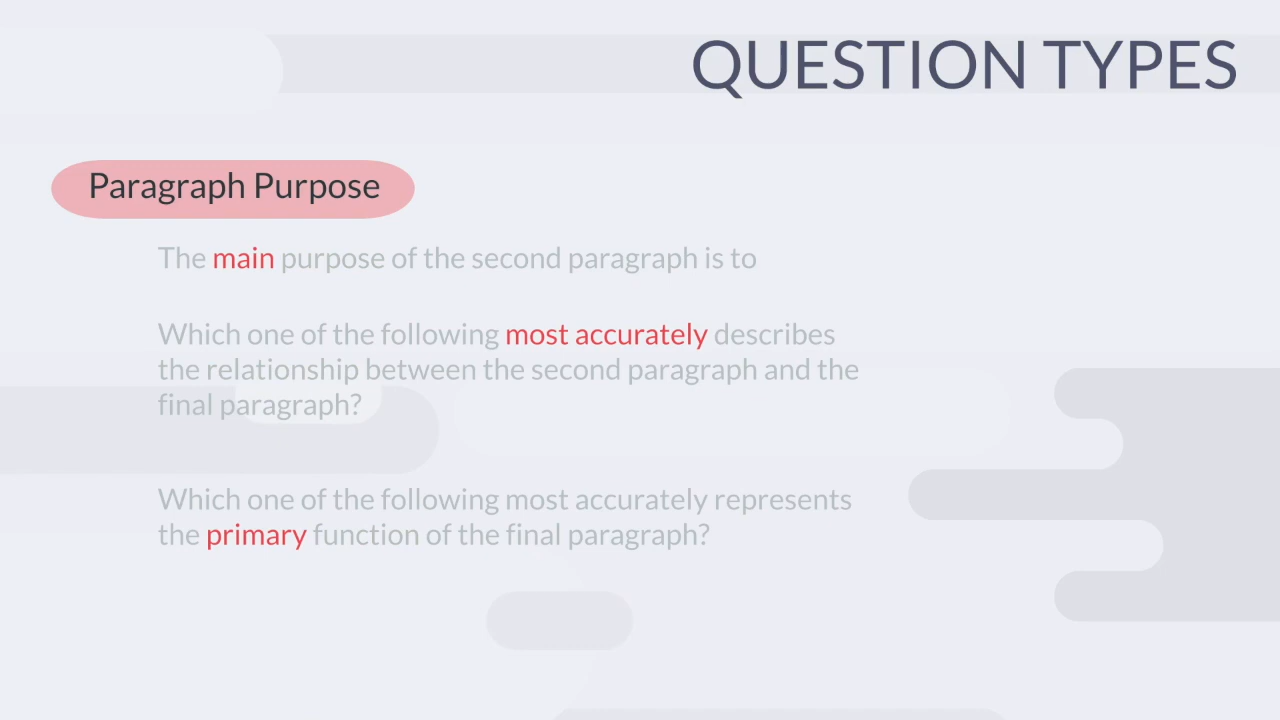 QUESTION TYPES
Paragraph Purpose
The main purpose of the second paragraph is to
Which one of the following most accurately describes
the relationship between the second paragraph and the
final paragraph?
Which one of the following most accurately represents
the primary function of the final paragraph?